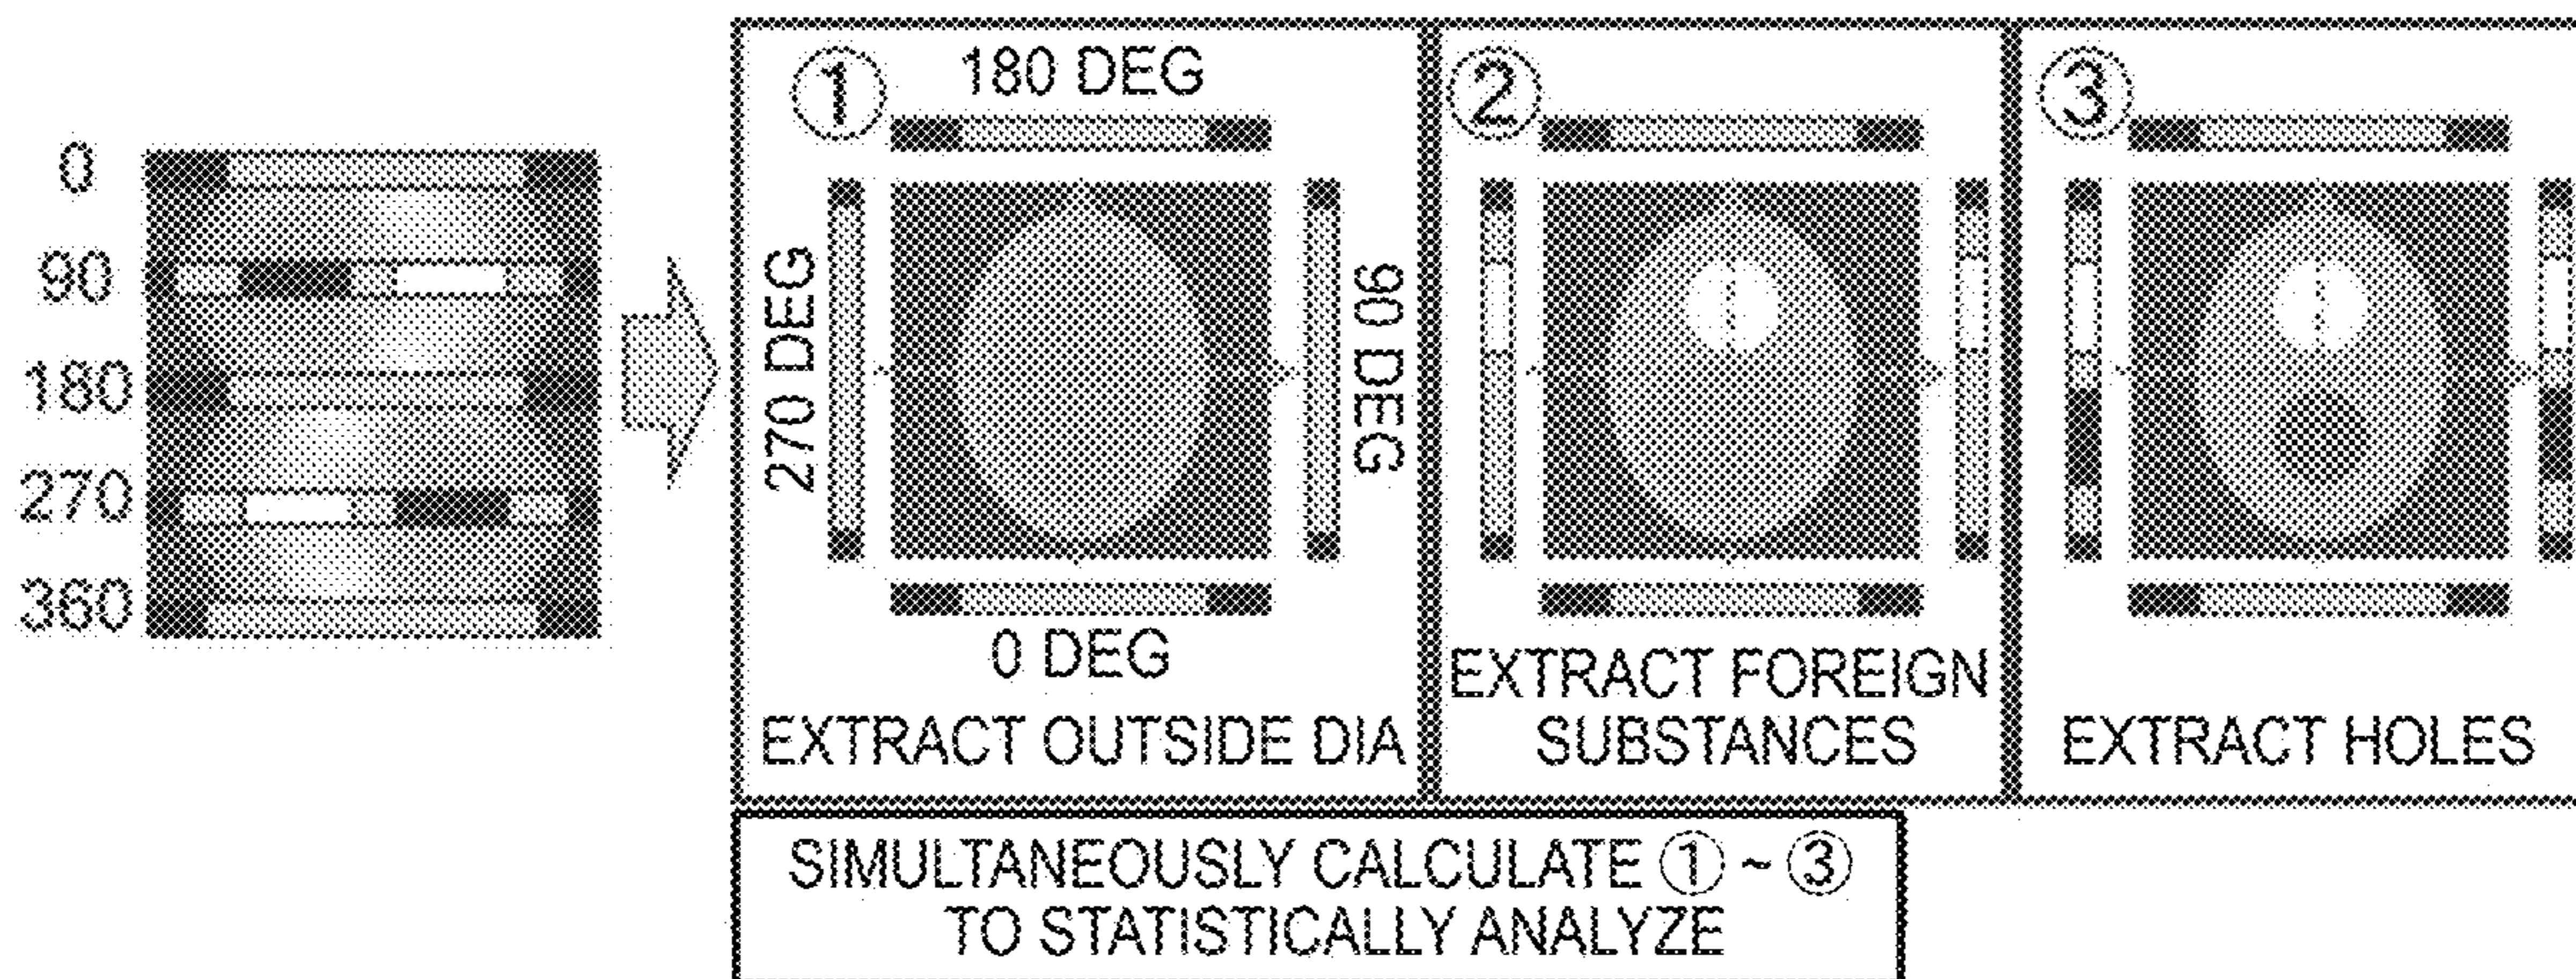 0
90
180
270
360
①
180 DEG
270 DEG
90 DEG
0 DEG
EXTRACT OUTSIDE DIA
②
EXTRACT FOREIGN
SUBSTANCES
③
EXTRACT HOLES
SIMULTANEOUSLY CALCULATE ① ~ ③
TO STATISTICALLY ANALYZE